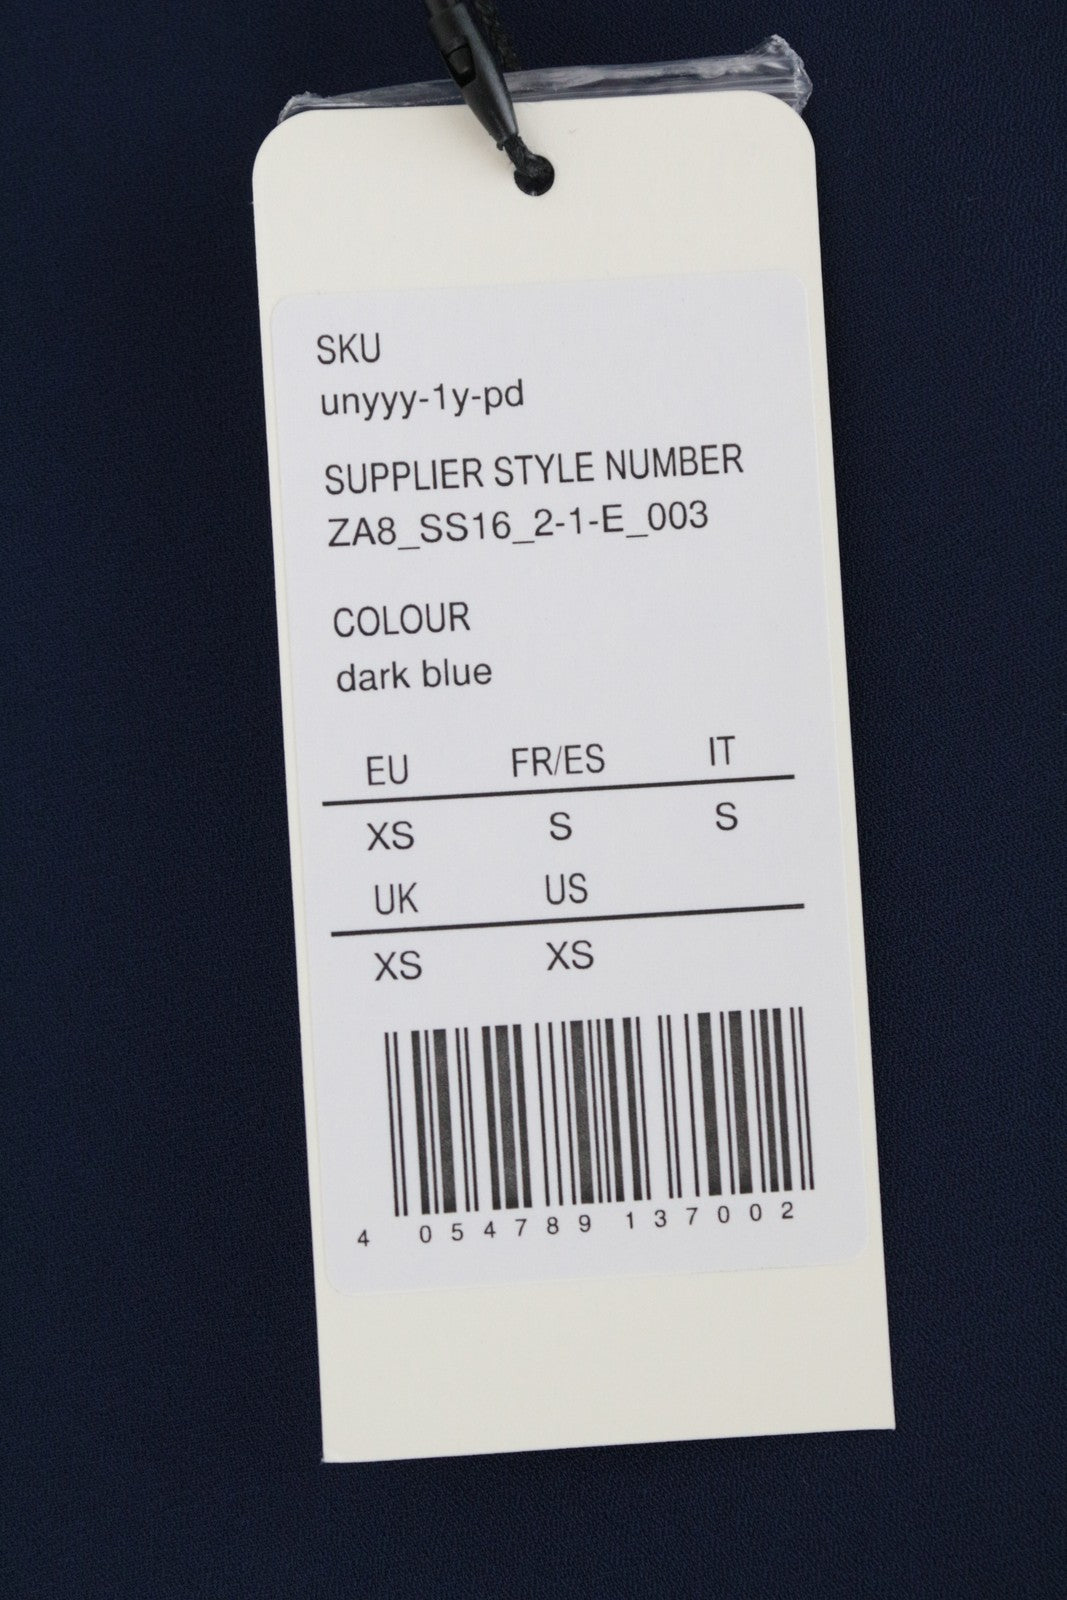 SKU
unyyy-1y-pd
SUPPLIER STYLE NUMBER
ZA8_SS16_2-1-E_003
COLOUR
dark blue
EU FR/ES IT
XS S S
UK US
XS XS
4 054789 137002